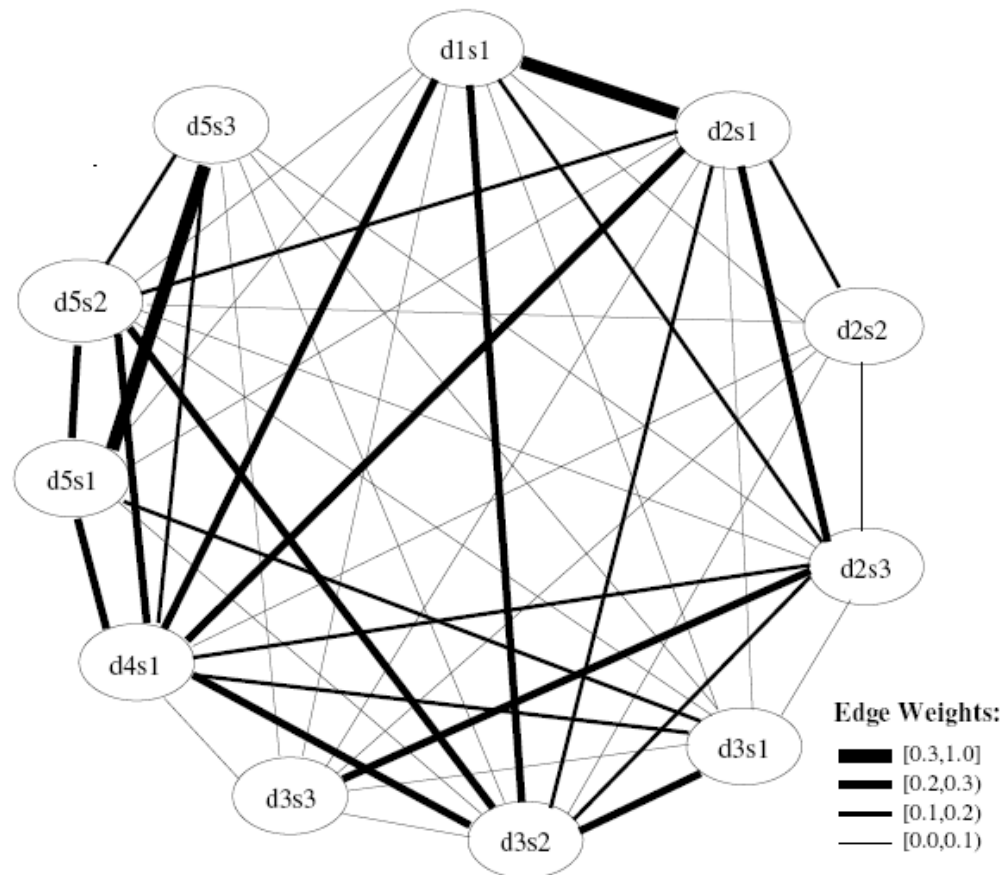 d1s1
d5s3
d2s1
d5s2
d2s2
d5s1
d2s3
d4s1
d3s1
d3s3
d3s2
Edge Weights:
[0.3,1.0]
[0.2,0.3)
[0.1,0.2)
[0.0,0.1)